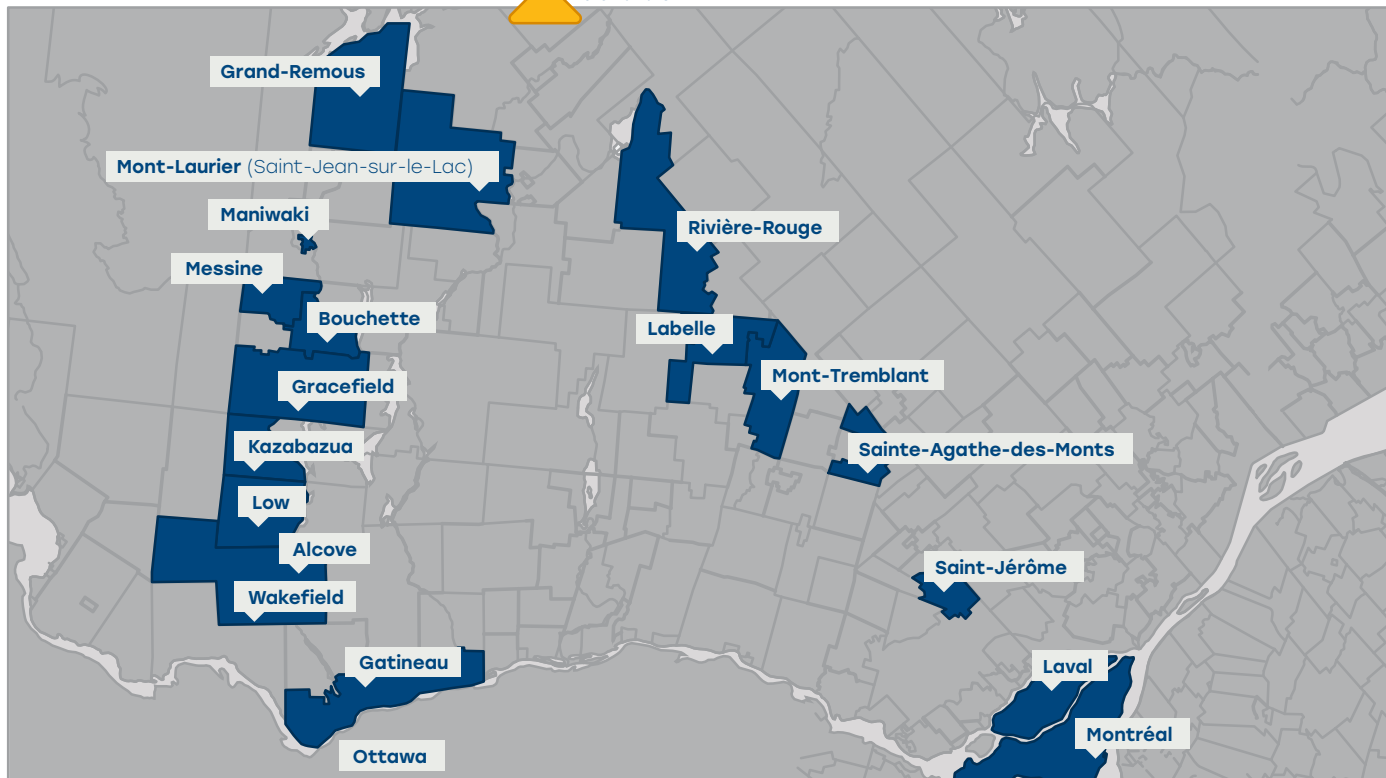 Grand-Remous
Mont-Laurier (Saint-Jean-sur-le-Lac)
Maniwaki
Rivière-Rouge
Messine
Bouchette
Labelle
Gracefield
Mont-Tremblant
Kazabazua
Sainte-Agathe-des-Monts
Low
Alcove
Saint-Jérôme
Wakefield
Gatineau
Laval
Montréal
Ottawa